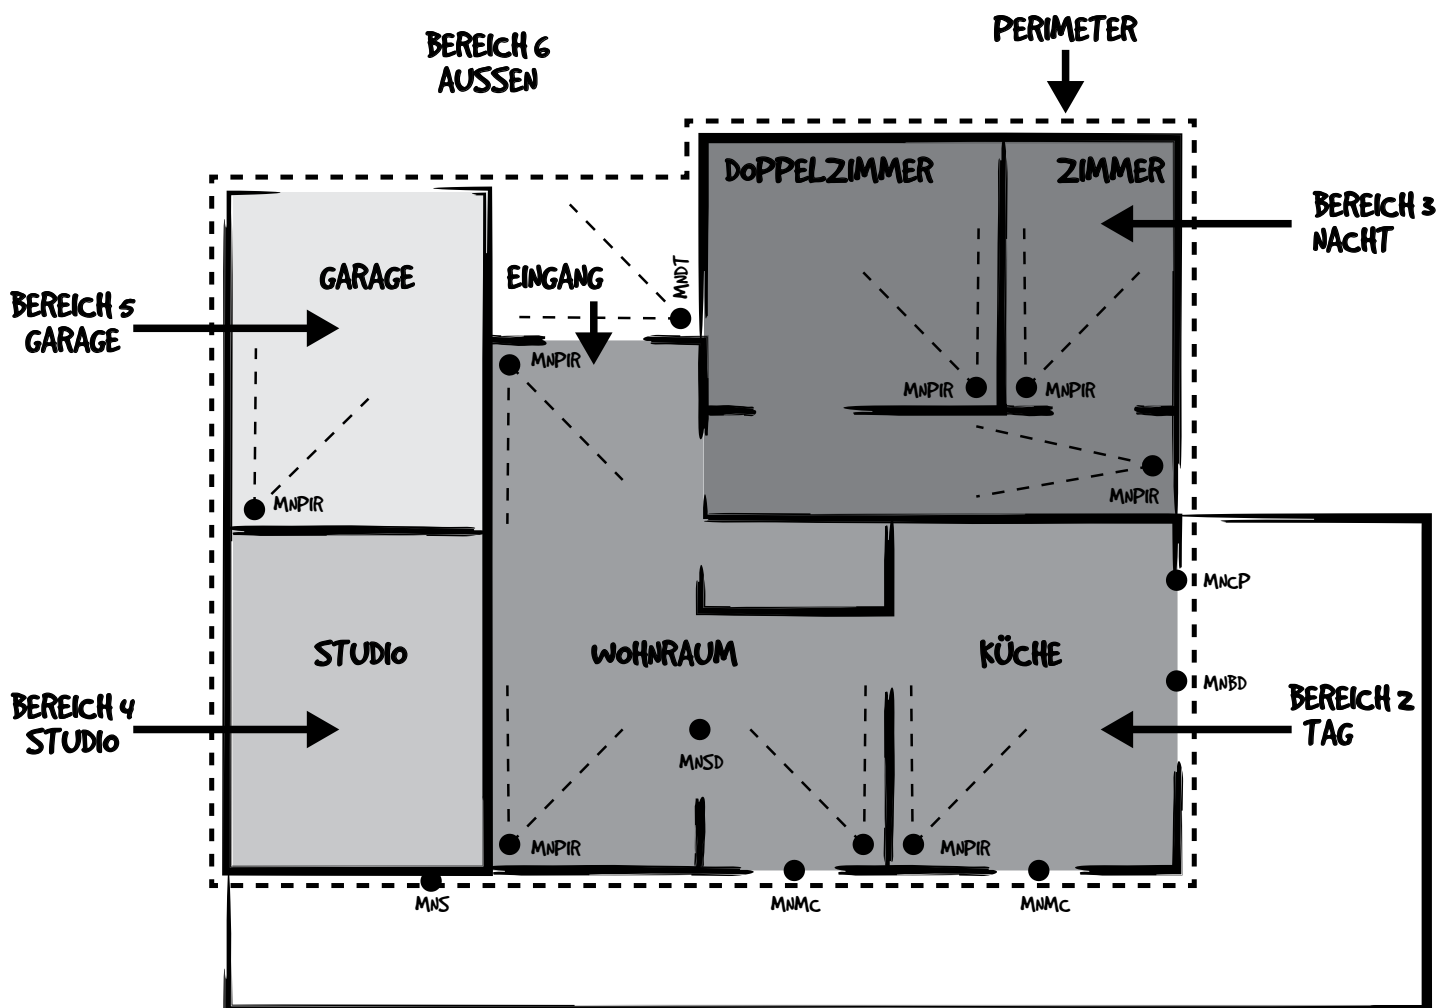 PERIMETER
BEREICH 6
AUSSEN
DOPPELZIMMER
ZIMMER
BEREICH 3
NACHT
GARAGE
EINGANG
MNDT
BEREICH 5
GARAGE
MNPIR
MNPIR
MNPIR
MNPIR
MNPIR
MNCP
STUDIO
WOHNRAUM
KÜCHE
MNBD
BEREICH 4
STUDIO
BEREICH 2
TAG
MNSD
MNPIR
MNPIR
MNS
MNMC
MNMC